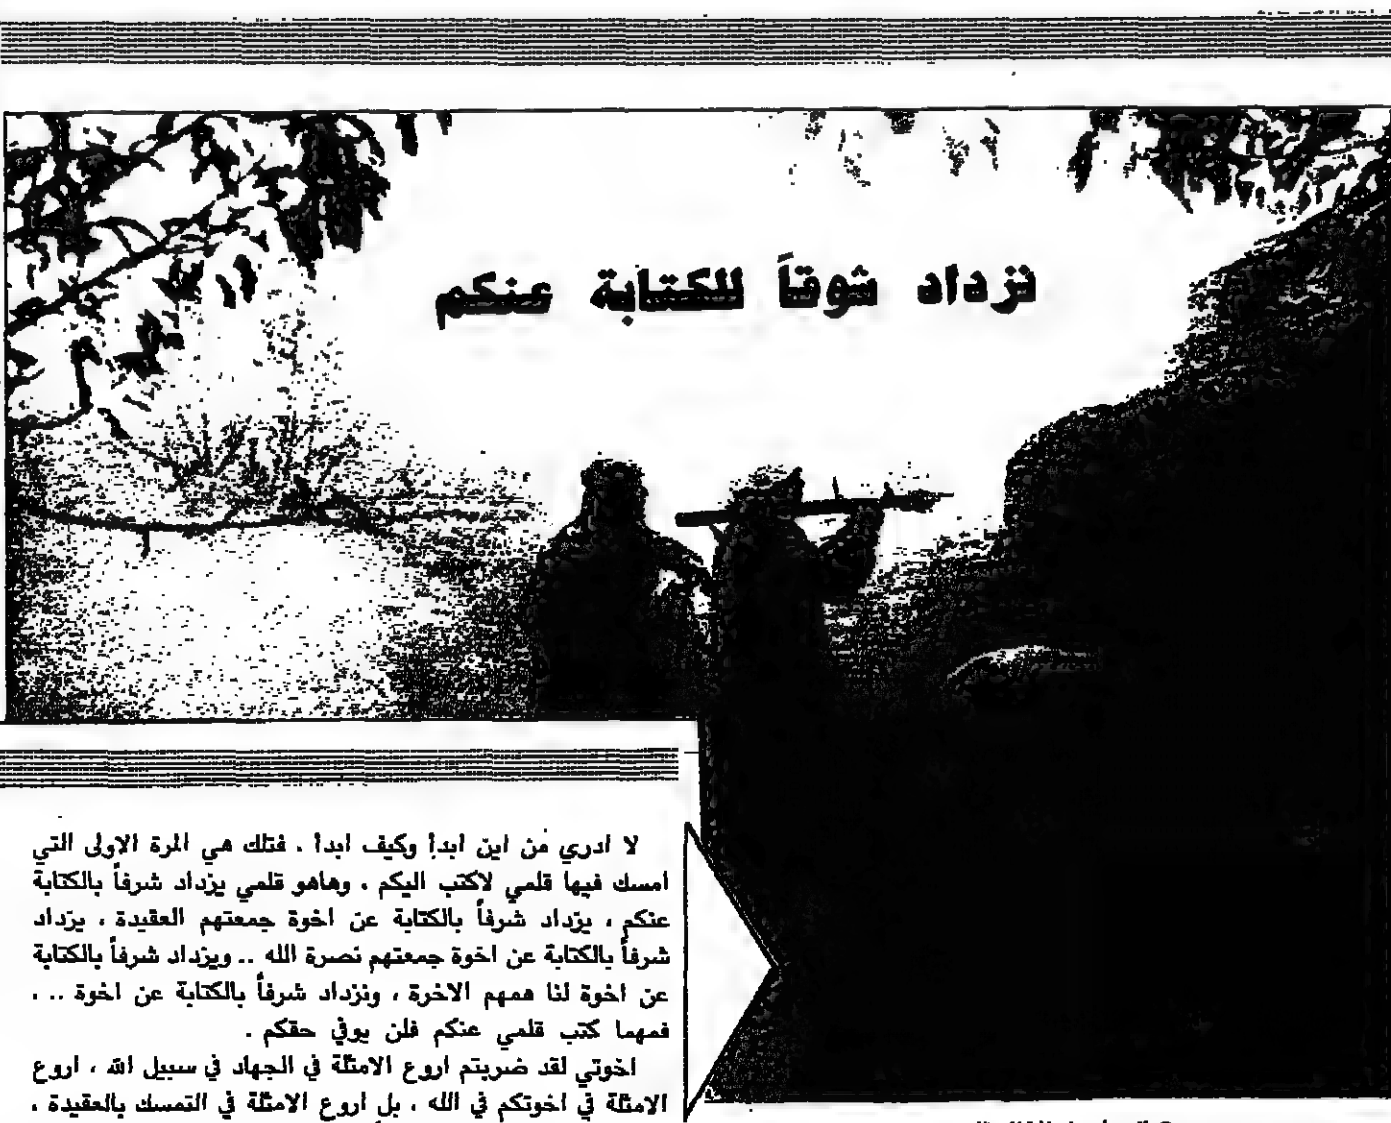 نزداد شوقاً للكتابة عنكم
لا ادري من اين ابدأ وكيف ابدأ . فتلك هي المرة الاولى التي
امسك فيها قلمي لاكتب اليكم ، وهاهو قلمي يزداد شرفاً بالكتابة
عنكم ، يزداد شرفاً بالكتابة عن اخوة جمعتهم العقيدة ، يزداد
شرفاً بالكتابة عن اخوة جمعتهم نصرة الله .. ويزداد شرفاً بالكتابة
عن اخوة لنا همهم الاخرة ، ونزداد شرفاً بالكتابة عن اخوة .. .
فمهما كتب قلمي عنكم فلن يوفي حقكم .
اخوتي لقد ضربتم اروع الامثلة في الجهاد في سبيل الله ، اروع
الامثلة في اخوتكم في الله ، بل اروع الامثلة في التمسك بالعقيدة ،